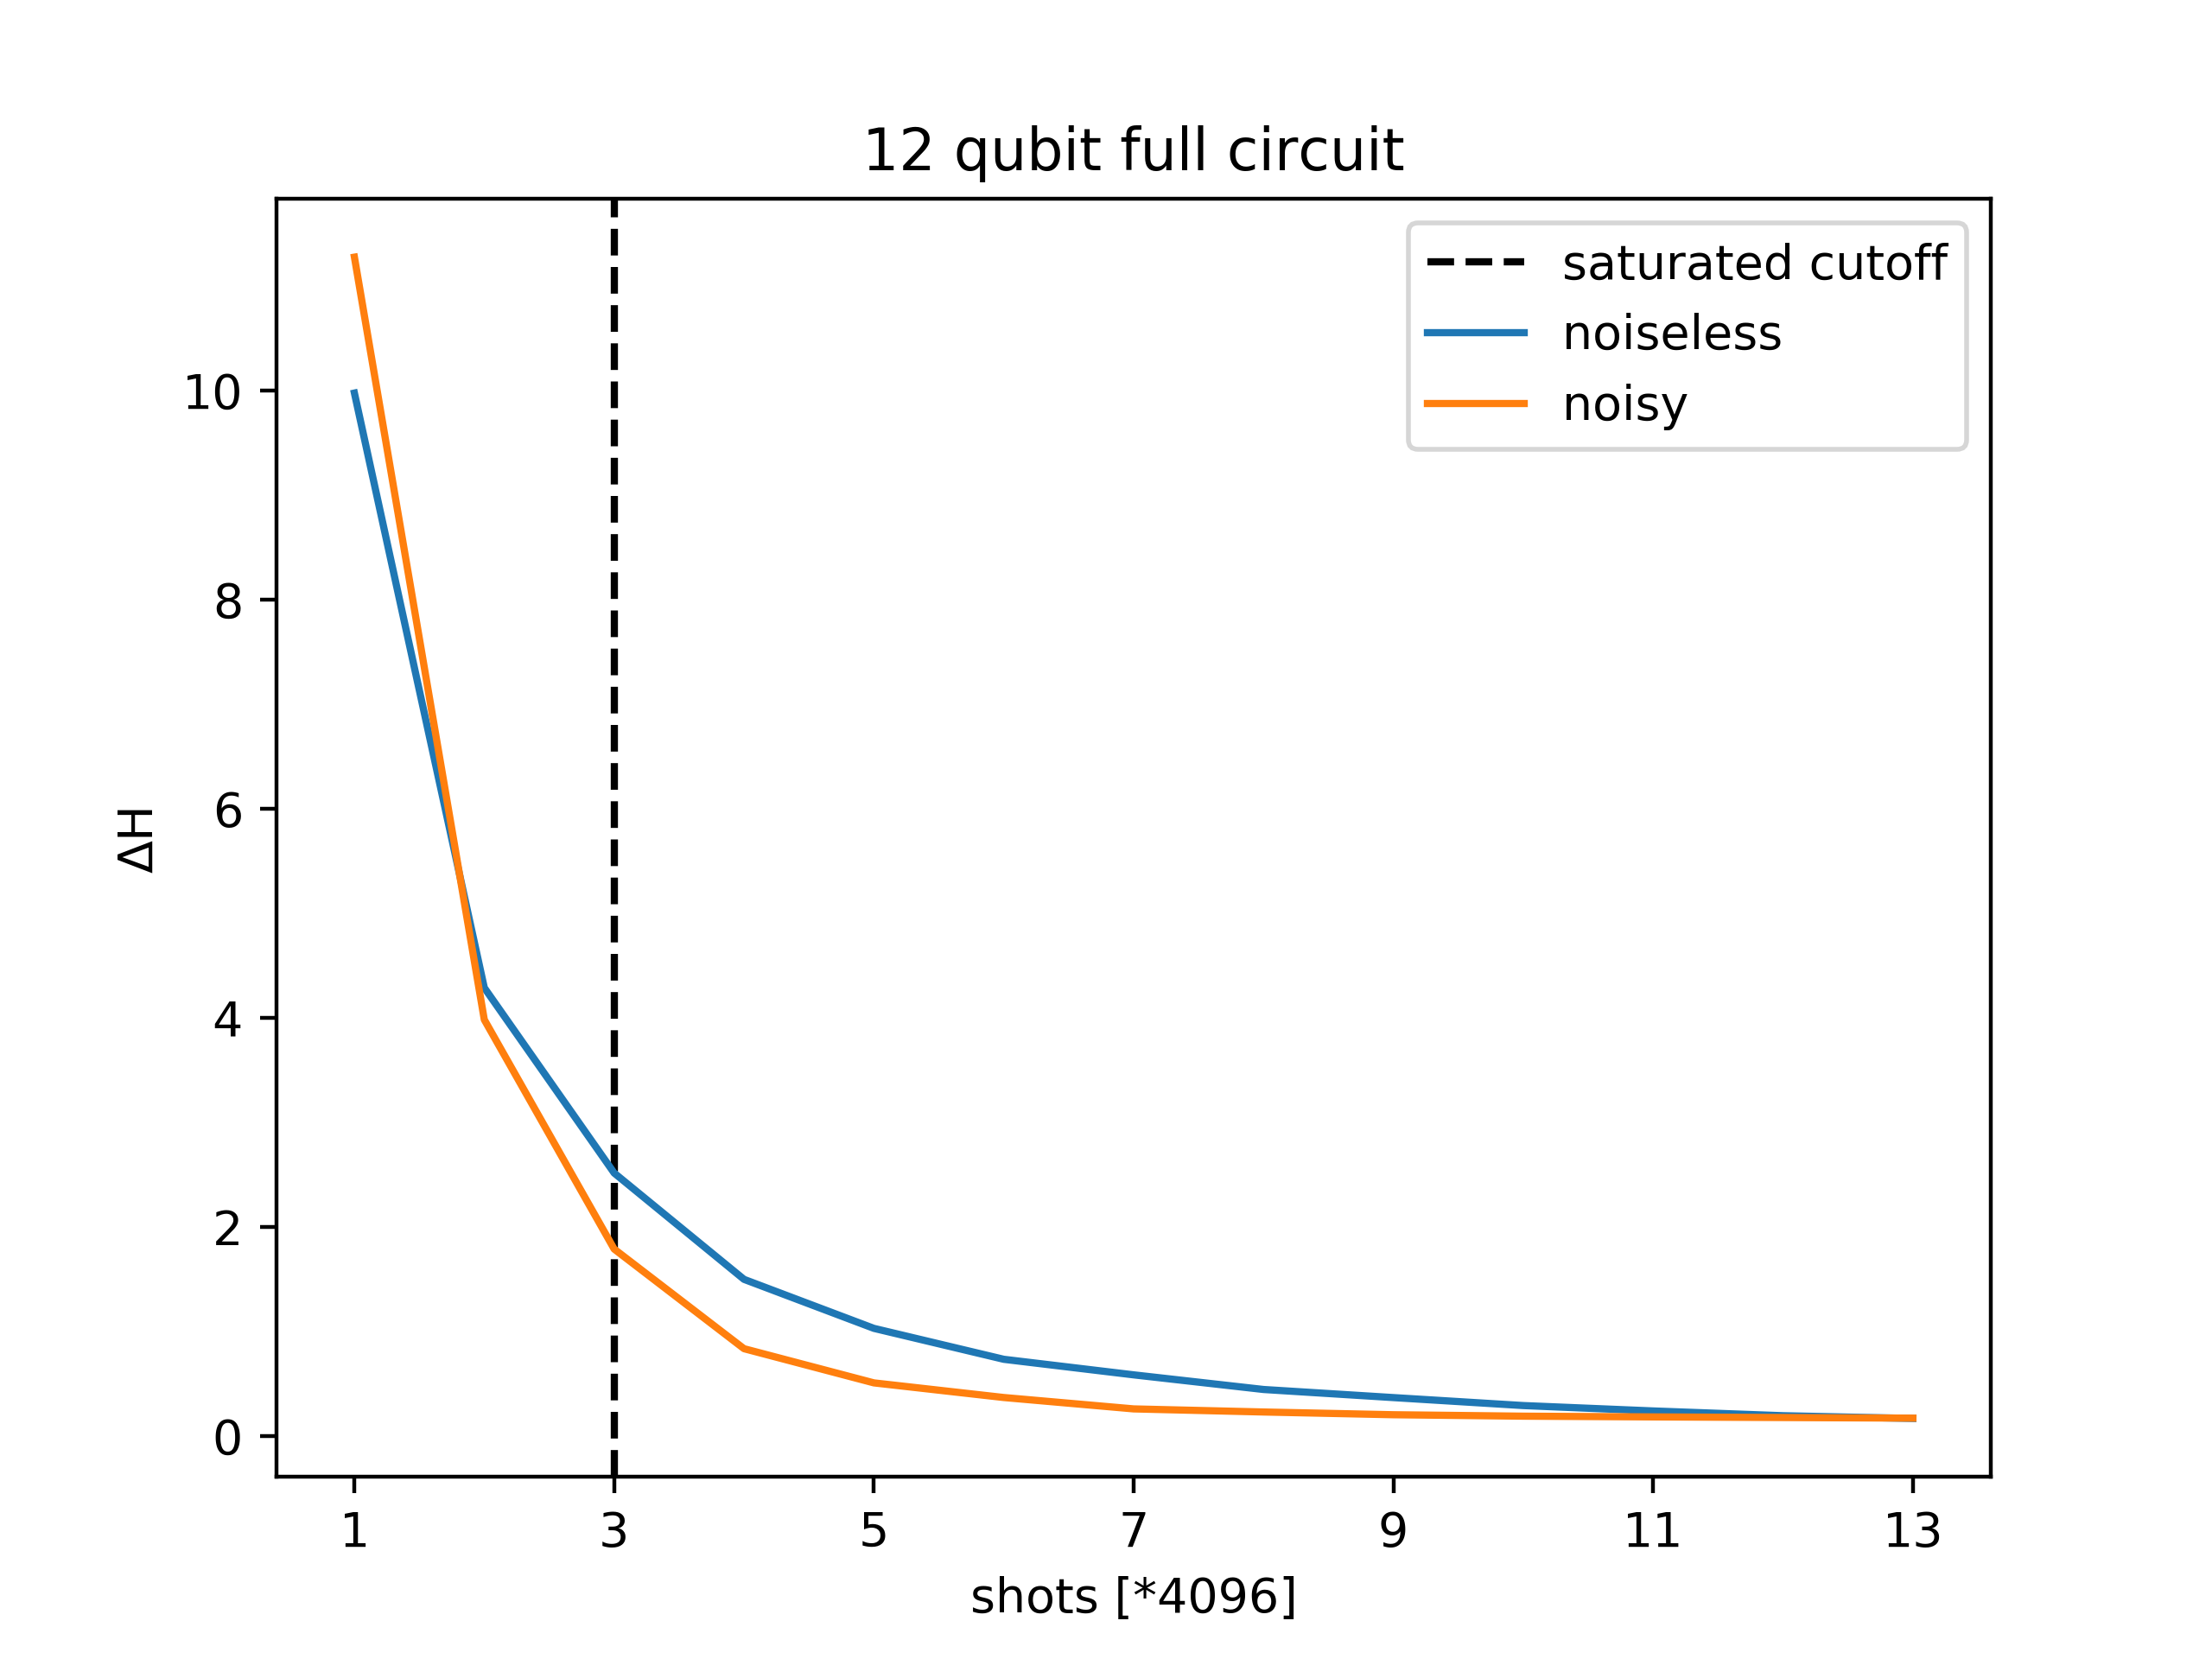 12 qubit full circuit
saturated cutoff
noiseless
noisy
10
8
6
4
2
0
ΔH
1 3 5 7 9 11 13
shots [*4096]